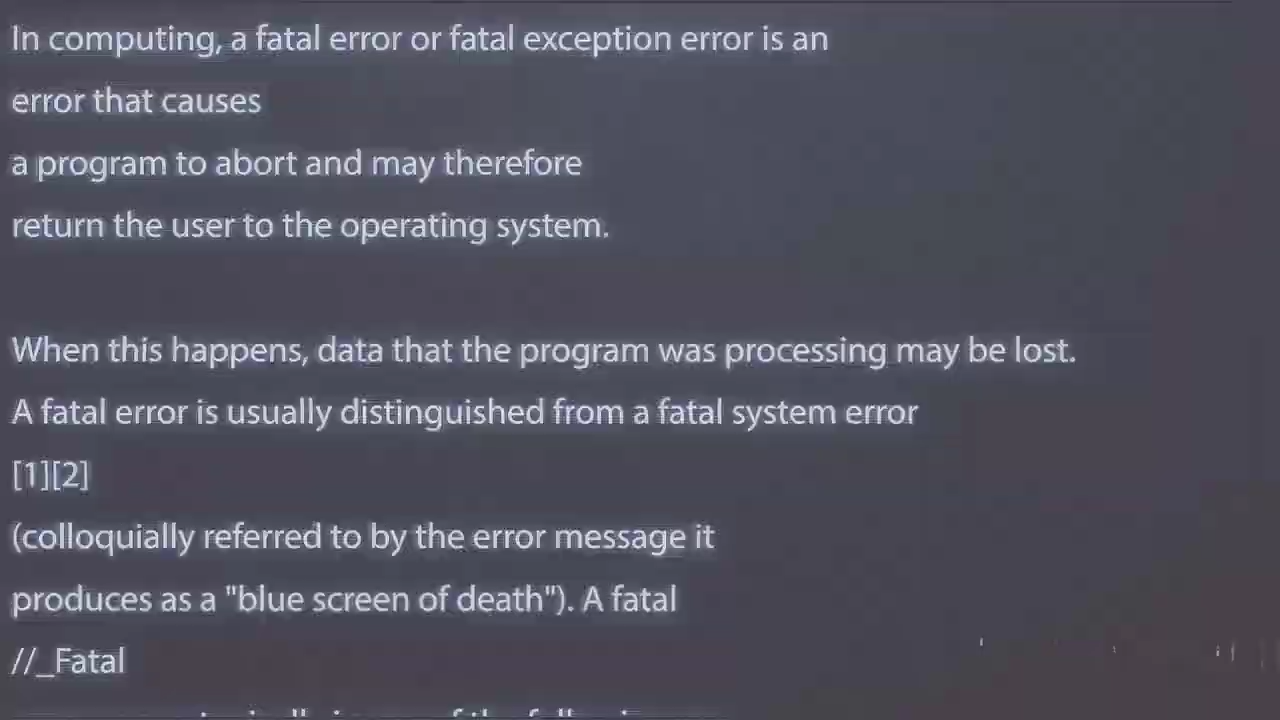 In computing, a fatal error or fatal exception error is an
error that causes
a program to abort and may therefore
return the user to the operating system.
When this happens, data that the program was processing may be lost.
A fatal error is usually distinguished from a fatal system error
[1][2]
(colloquially referred to by the error message it
produces as a "blue screen of death"). A fatal
//_Fatal